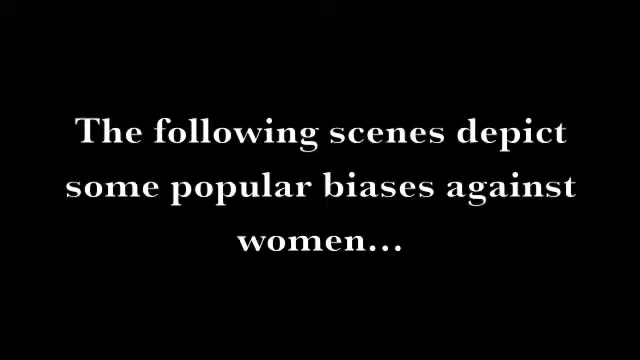 The following scenes depict
some popular biases against
women...